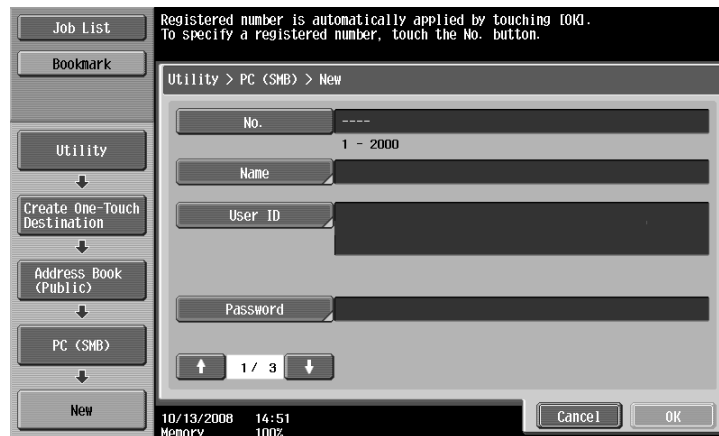 Job List
Bookmark
Registered number is automatically applied by touching [OK].
To specify a registered number, touch the No. button.
Utility > PC (SMB) > New
No.
----
1 - 2000
Name
User ID
Password
1/ 3
Utility
Create One-Touch
Destination
Address Book
(Public)
PC (SMB)
New
10/13/2008 14:51
Memory 100%
Cancel
OK